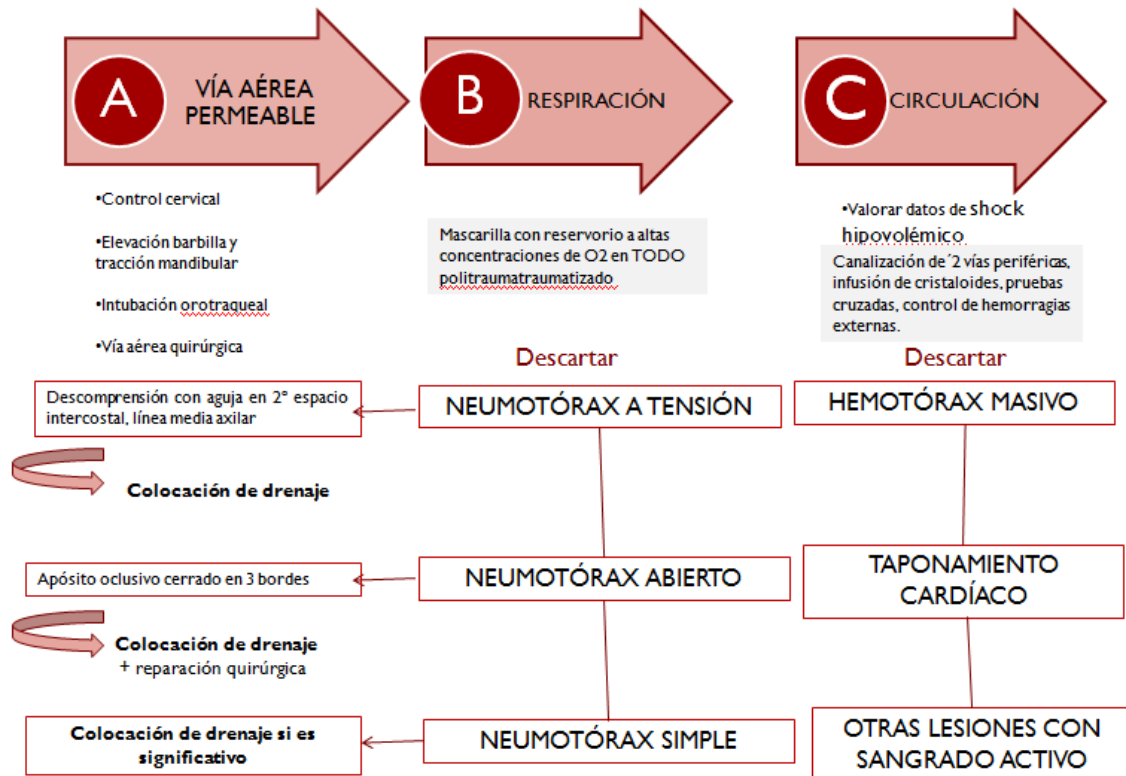 A
VÍA AÉREA
PERMEABLE
B
RESPIRACIÓN
C
CIRCULACIÓN
•Control cervical
•Elevación barbilla y
tracción mandibular
•Intubación orotraqueal
•Vía aérea quirúrgica
Mascarilla con reservorio a altas
concentraciones de O2 en TODO
politraumatraumatizado
•Valorar datos de shock
hipovolémico
Canalización de ´2 vías periféricas,
infusión de cristaloides, pruebas
cruzadas, control de hemorragias
externas.
Descartar
Descartar
Descomprensión con aguja en 2º espacio
intercostal, línea media axilar
NEUMOTÓRAX A TENSIÓN
HEMOTÓRAX MASIVO
Colocación de drenaje
Apósito oclusivo cerrado en 3 bordes
NEUMOTÓRAX ABIERTO
TAPONAMIENTO
CARDÍACO
Colocación de drenaje
+ reparación quirúrgica
Colocación de drenaje si es
significativo
NEUMOTÓRAX SIMPLE
OTRAS LESIONES CON
SANGRADO ACTIVO